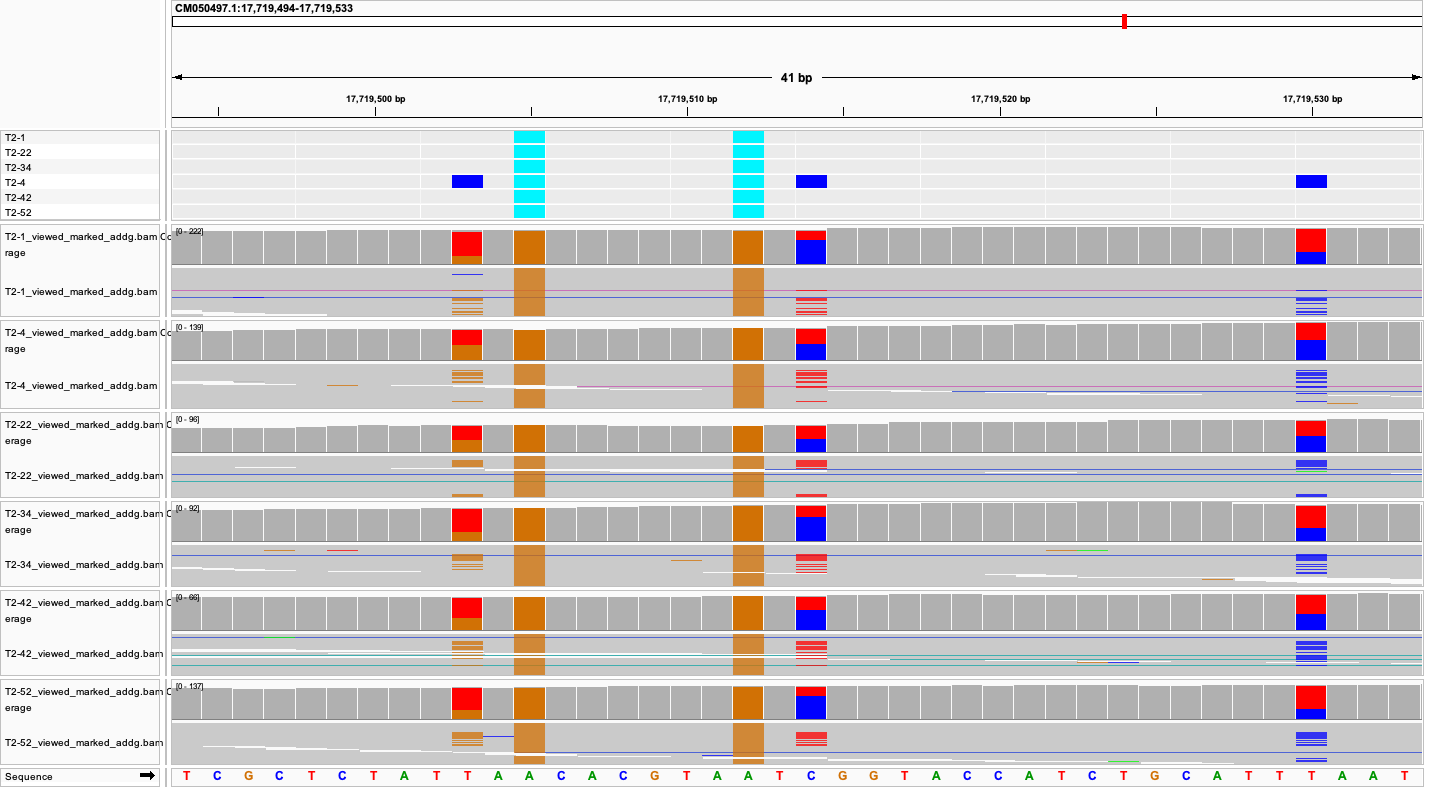 CM050497.1:17,719,494-17,719,533
41 bp
17,719,500 bp 17,719,510 bp 17,719,520 bp 17,719,530 bp
T2-1
T2-22
T2-34
T2-4
T2-42
T2-52
T2-1_viewed_marked_addg.bam Co
rage
[0 - 222]
T2-1_viewed_marked_addg.bam
T2-4_viewed_marked_addg.bam Co
rage
[0 - 139]
T2-4_viewed_marked_addg.bam
T2-22_viewed_marked_addg.bam C
erage
[0 - 96]
T2-22_viewed_marked_addg.bam
T2-34_viewed_marked_addg.bam C
erage
[0 - 92]
T2-34_viewed_marked_addg.bam
T2-42_viewed_marked_addg.bam C
erage
[0 - 66]
T2-42_viewed_marked_addg.bam
T2-52_viewed_marked_addg.bam C
erage
[0 - 137]
T2-52_viewed_marked_addg.bam
Sequence T C G C T C T A T T A A C A C G T A A T C G G T A C C A T C T G C A T T T A A T